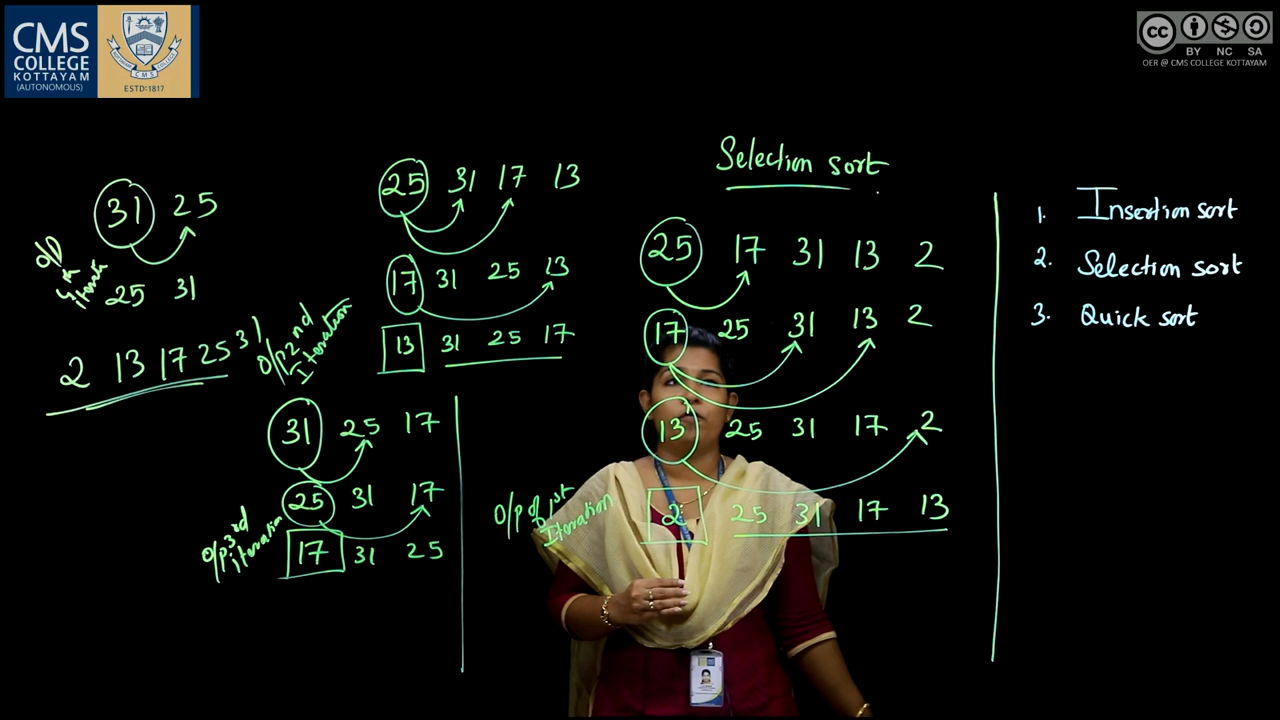 CMS
COLLEGE
KOTTAYAM
(AUTONOMOUS)
CMS
ESTD:1817
cc
BY NC SA
OER @ CMS COLLEGE KOTTAYAM
Selection sort
25 17 31 13 2
17 25 31 13 2
13 25 31 17 2
O/P of 1st Iteration
2 25 31 17 13
25 31 17 13
17 31 25 13
13 31 25 17
O/p 2nd Iteration
31 25 17
25 31 17
17 31 25
O/p 3rd iteration
31 25
25 31
o/p 4th
2 13 17 25 31
1. Insertion sort
2. Selection sort
3. Quick sort